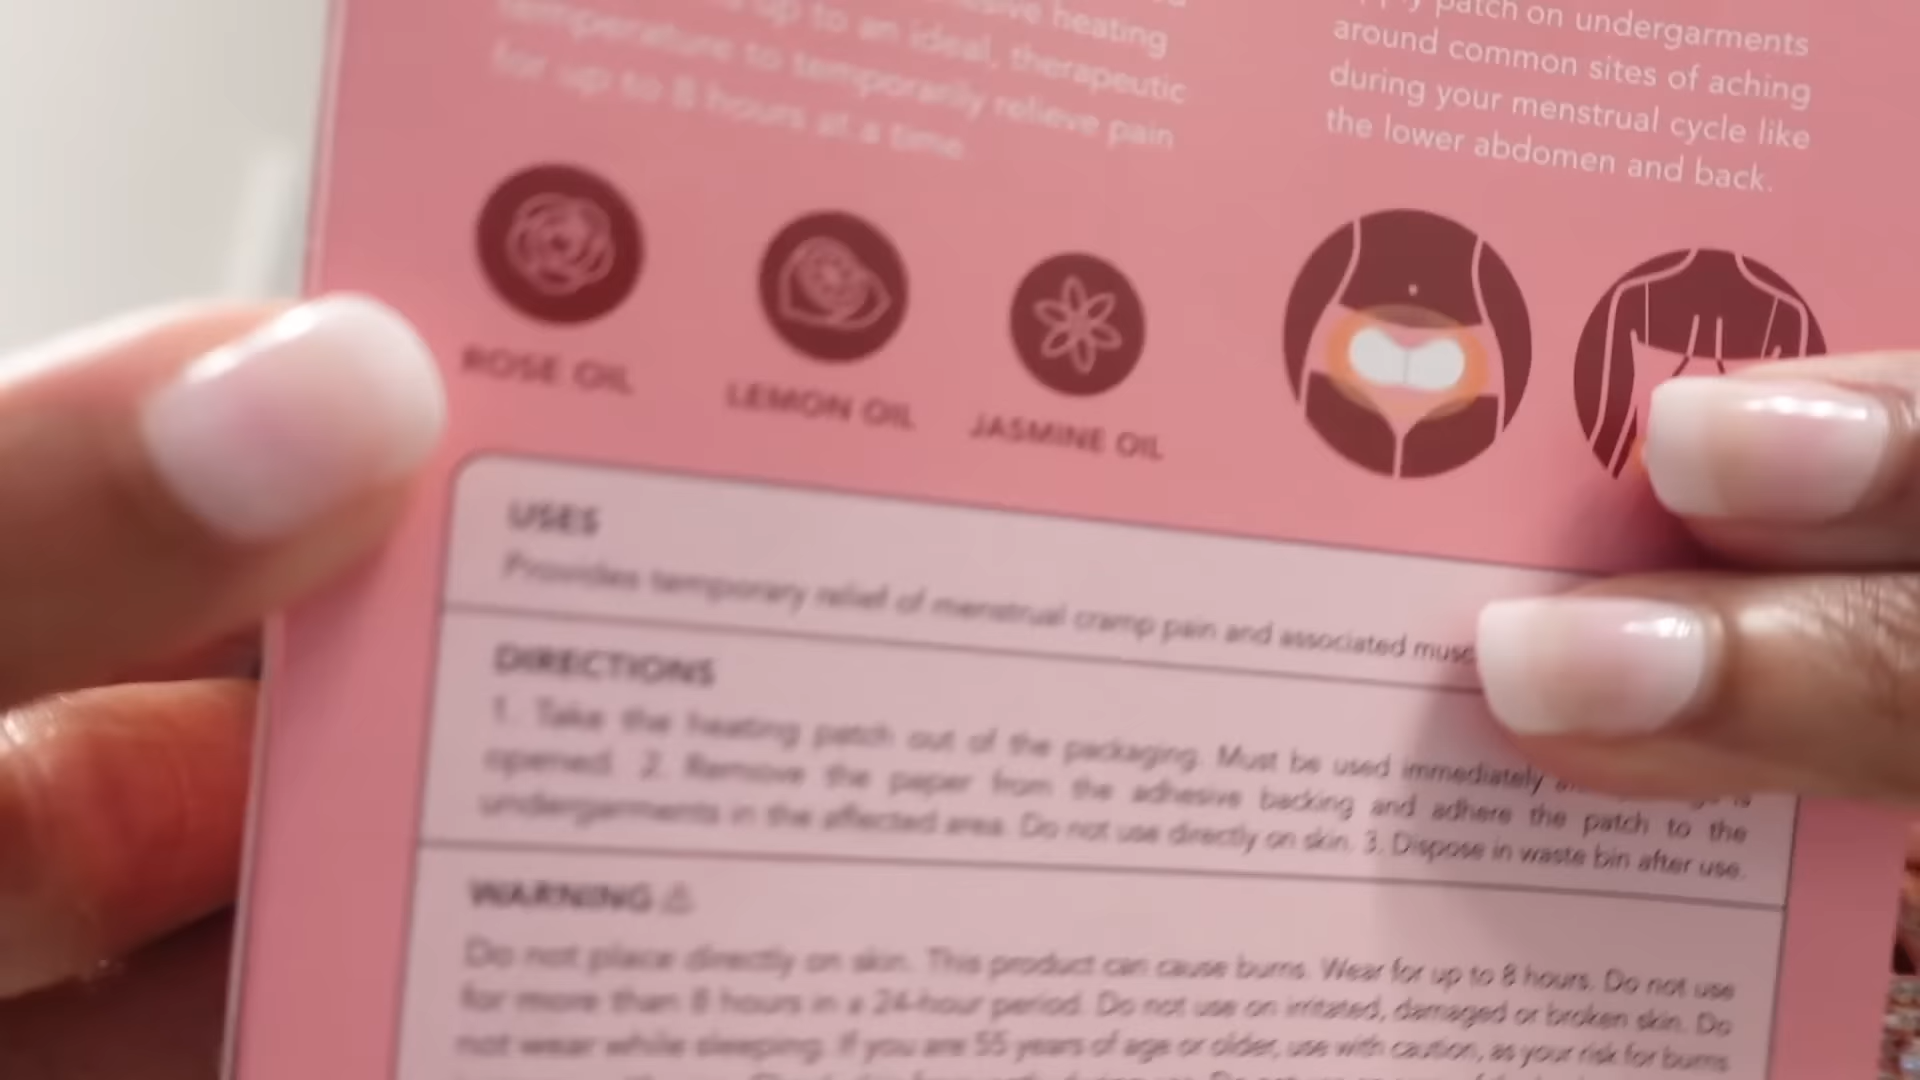 heating
up to an ideal, therapeutic
temperature to temporarily relieve pain
for up to 8 hours at a time.
patch on undergarments
around common sites of aching
during your menstrual cycle like
the lower abdomen and back.
ROSE OIL
LEMON OIL
JASMINE OIL
USES
Provides temporary relief of menstrual cramp pain and associated
DIRECTIONS
1. Take the heating patch out of the packaging. Must be used immediately
opened. 2. Remove the paper from the adhesive backing and adhere the patch to the
undergarments in the affected area. Do not use directly on skin. 3. Dispose in waste bin after use.
WARNING ⚠
Do not place directly on skin. This product can cause burns. Wear for up to 8 hours. Do not use
for more than 8 hours in a 24-hour period. Do not use on irritated, damaged or broken skin. Do
not wear while sleeping. If you are 55 years of age or older, use with caution, as your risk for burns